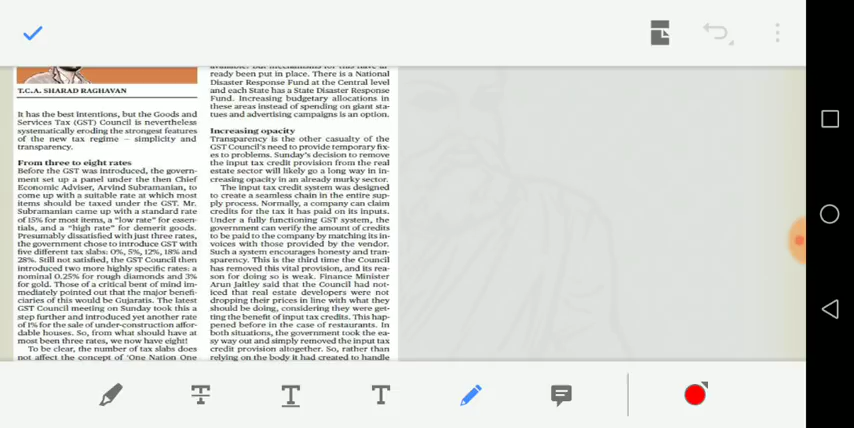 T.C.A. SHARAD RAGHAVAN
It has the best intentions, but the Goods and
Services Tax (GST) Council is nevertheless
systematically eroding the strongest features
of the new tax regime – simplicity and
transparency.
From three to eight rates
Before the GST was introduced, the govern-
ment set up a panel under the then Chief
Economic Adviser, Arvind Subramanian, to
come up with a suitable rate at which most
items should be taxed under the GST. Mr.
Subramanian came up with a standard rate
of 15% for most items, a “low rate” for essen-
tials, and a “high rate” for demerit goods.
Presumably dissatisfied with just three rates,
the government chose to introduce GST with
five different tax slabs: 0%, 5%, 12%, 18% and
28%. Still not satisfied, the GST Council then
introduced two more highly specific rates: a
nominal 0.25% for rough diamonds and 3%
for gold. Those of a critical bent of mind im-
mediately pointed out that the major benefi-
ciaries of this would be Gujaratis. The latest
GST Council meeting on Sunday took this a
step further and introduced yet another rate
of 1% for the sale of under-construction affor-
dable houses. So, from what should have at
most been three rates, we now have eight!
To be clear, the number of tax slabs does
not affect the concept of ‘One Nation One
available. But mechanisms for this have al-
ready been put in place. There is a National
Disaster Response Fund at the Central level
and each State has a State Disaster Response
Fund. Increasing budgetary allocations in
these areas instead of spending on giant sta-
tues and advertising campaigns is an option.
Increasing opacity
Transparency is the other casualty of the
GST Council’s need to provide temporary fix-
es to problems. Sunday’s decision to remove
the input tax credit provision from the real
estate sector will likely go a long way in in-
creasing opacity in an already murky sector.
The input tax credit system was designed
to create a seamless chain in the entire sup-
ply process. Normally, a company can claim
credits for the tax it has paid on its inputs.
Under a fully functioning GST system, the
government can verify the amount of credits
to be paid to the company by matching its in-
voices with those provided by the vendor.
Such a system encourages honesty and tran-
sparency. This is the third time the Council
has removed this vital provision, and its rea-
son for doing so is weak. Finance Minister
Arun Jaitley said that the Council had not-
iced that real estate developers were not
dropping their prices in line with what they
should be doing, considering they were get-
ting the benefit of input tax credits. This hap-
pened before in the case of restaurants. In
both situations, the government took the ea-
sy way out and simply removed the input tax
credit provision altogether. So, rather than
relying on the body it had created to handle